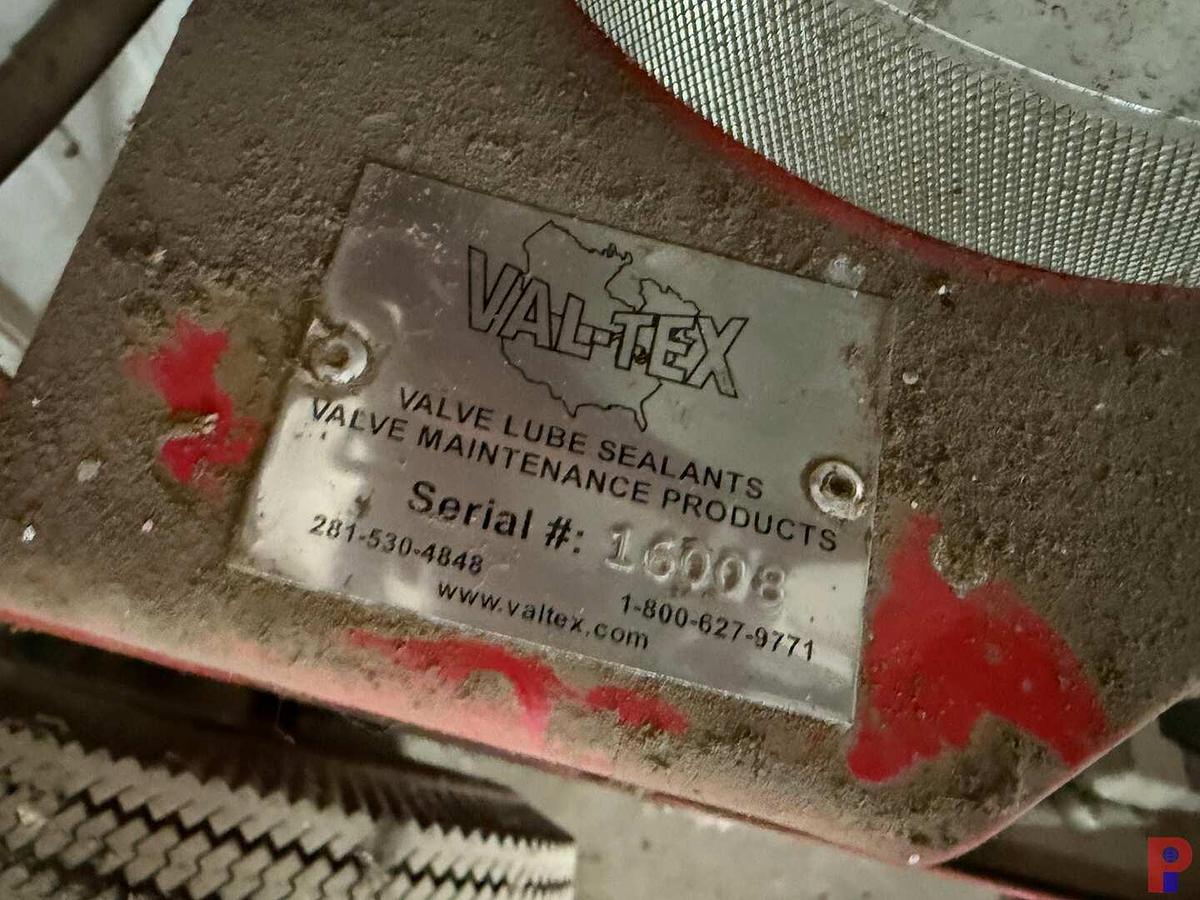 VAL-TEX
VALVE LUBE SEALANTS
VALVE MAINTENANCE PRODUCTS
Serial #: 16008
281-530-4848
1-800-627-9771
www.valtex.com